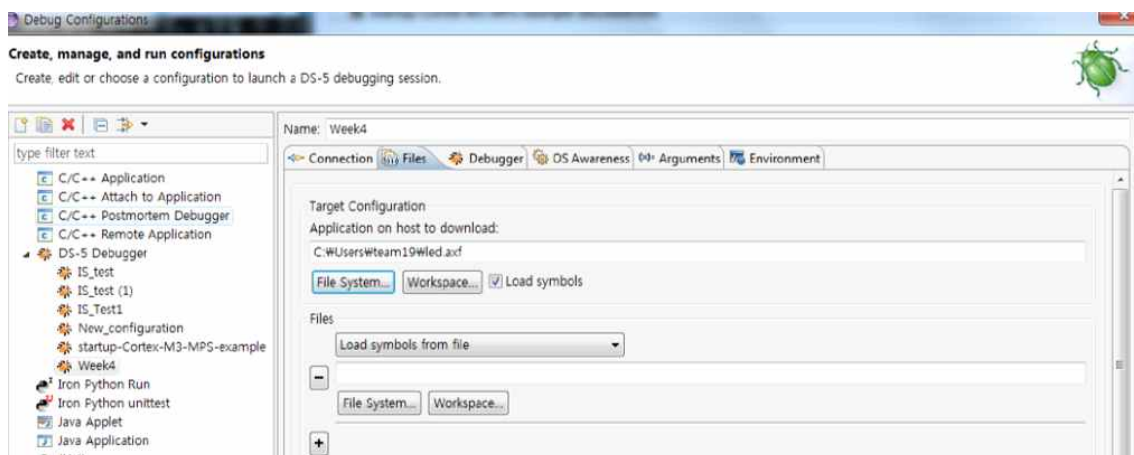 Debug Configurations
Create, manage, and run configurations
Create, edit or choose a configuration to launch a DS-5 debugging session.
Name: Week4
type filter text
Connection Files Debugger OS Awareness Arguments Environment
C/C++ Application
C/C++ Attach to Application
C/C++ Postmortem Debugger
C/C++ Remote Application
DS-5 Debugger
IS_test
IS_test (1)
IS_Test1
New_configuration
startup-Cortex-M3-MPS-example
Week4
Iron Python Run
Iron Python unittest
Java Applet
Java Application
Target Configuration
Application on host to download:
C:₩Users₩team19₩led.axf
File System... Workspace... Load symbols
Files
Load symbols from file
File System... Workspace...